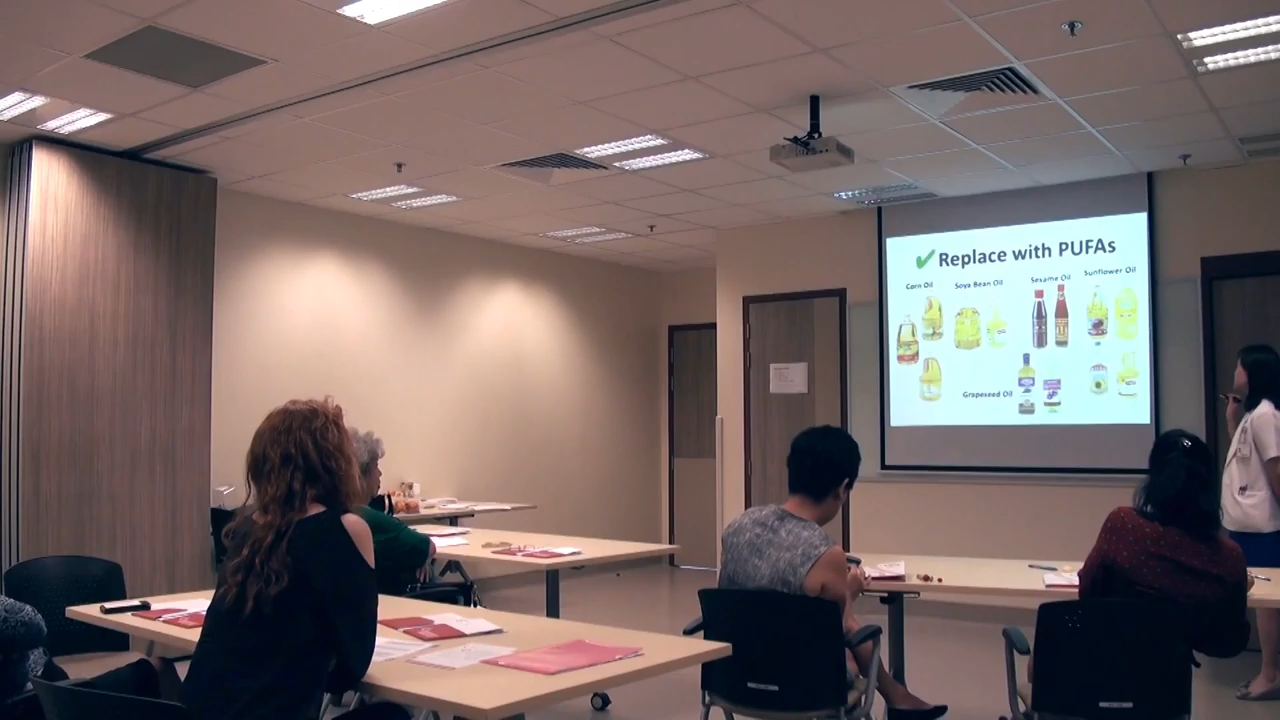 ✓ Replace with PUFAs
Corn Oil
Soya Bean Oil
Sesame Oil
Sunflower Oil
Grapeseed Oil